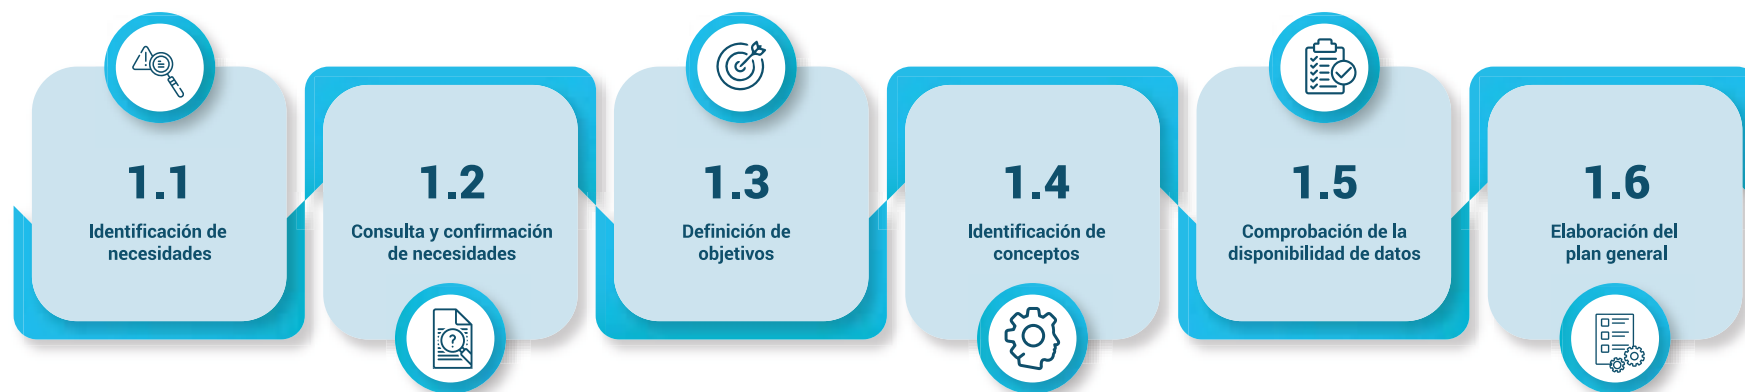 1.1
Identificación de
necesidades
1.2
Consulta y confirmación
de necesidades
1.3
Definición de
objetivos
1.4
Identificación de
conceptos
1.5
Comprobación de la
disponibilidad de datos
1.6
Elaboración del
plan general
?